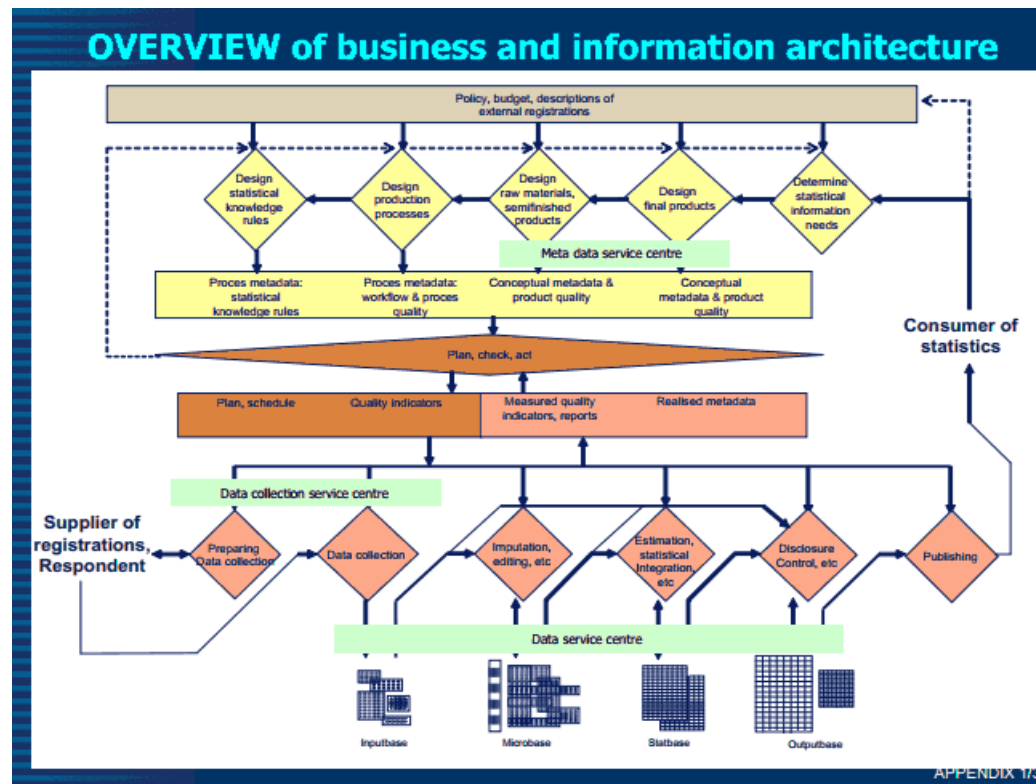 OVERVIEW of business and information architecture
Policy, budget, descriptions of
external registrations
Design
statistical
knowledge
rules
Design
production
processes
Design
raw materials,
semifinished
products
Design
final products
Determine
statistical
information
needs
Meta data service centre
Proces metadata:
statistical
knowledge rules
Proces metadata:
workflow & proces
quality
Conceptual metadata &
product quality
Conceptual
metadata & product
quality
Consumer of
statistics
Plan, check, act
Plan, schedule
Quality indicators
Measured quality
indicators, reports
Realised metadata
Data collection service centre
Supplier of
registrations,
Respondent
Preparing
Data collection
Data collection
Imputation,
editing, etc
Estimation,
statistical
Integration,
etc
Disclosure
Control, etc
Publishing
Data service centre
Inputbase
Microbase
Statbase
Outputbase